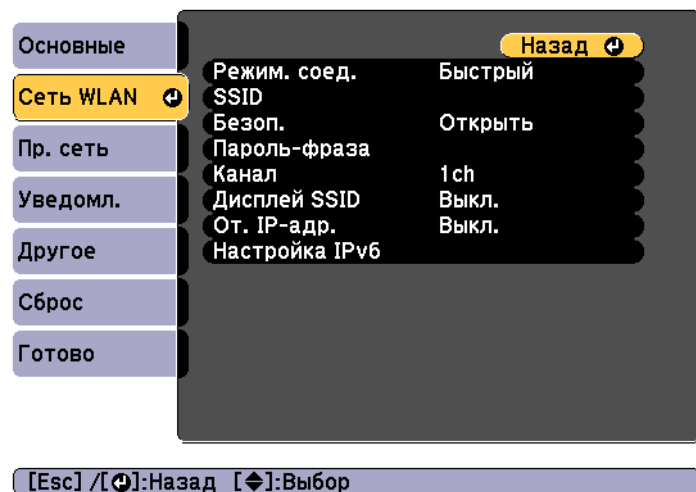 Основные
Сеть WLAN
Пр. сеть
Уведомл.
Другое
Сброс
Готово
Назад
Режим. соед. Быстрый
SSID
Безоп. Открыть
Пароль-фраза
Канал 1ch
Дисплей SSID Выкл.
От. IP-адр. Выкл.
Настройка IPv6
[Esc] /[⏎]:Назад [◆]:Выбор